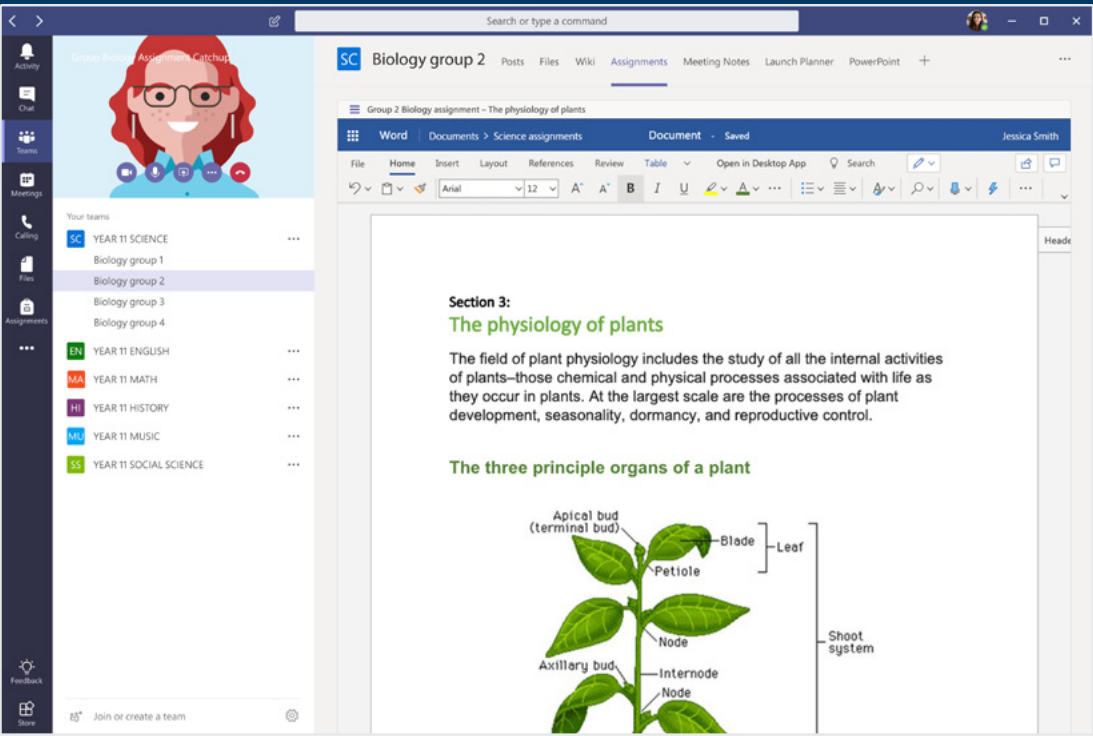 Search or type a command
Activity
Chat
Teams
Meetings
Calling
Files
Assignments
Feedback
Store
Group Biology Assignment Catchup
Your teams
SC YEAR 11 SCIENCE
Biology group 1
Biology group 2
Biology group 3
Biology group 4
EN YEAR 11 ENGLISH
MA YEAR 11 MATH
HI YEAR 11 HISTORY
MU YEAR 11 MUSIC
SS YEAR 11 SOCIAL SCIENCE
Join or create a team
SC Biology group 2 Posts Files Wiki Assignments Meeting Notes Launch Planner PowerPoint
Group 2 Biology assignment – The physiology of plants
Word Documents > Science assignments Document - Saved Jessica Smith
File Home Insert Layout References Review Table Open in Desktop App Search
Arial 12 A A B I U A
Heade
Section 3:
The physiology of plants
The field of plant physiology includes the study of all the internal activities
of plants–those chemical and physical processes associated with life as
they occur in plants. At the largest scale are the processes of plant
development, seasonality, dormancy, and reproductive control.
The three principle organs of a plant
Apical bud
(terminal bud)
Blade
Leaf
Petiole
Node
Shoot
system
Axillary bud
Internode
Node